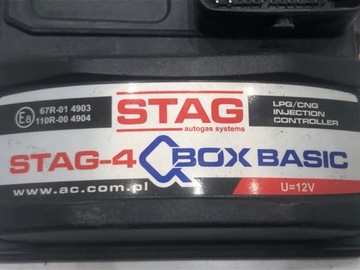 E8
67R-01 4903
110R-00 4904
STAG
autogas systems
LPG/CNG
INJECTION
CONTROLLER
STAG-4 QBOX BASIC
www.ac.com.pl
U=12V